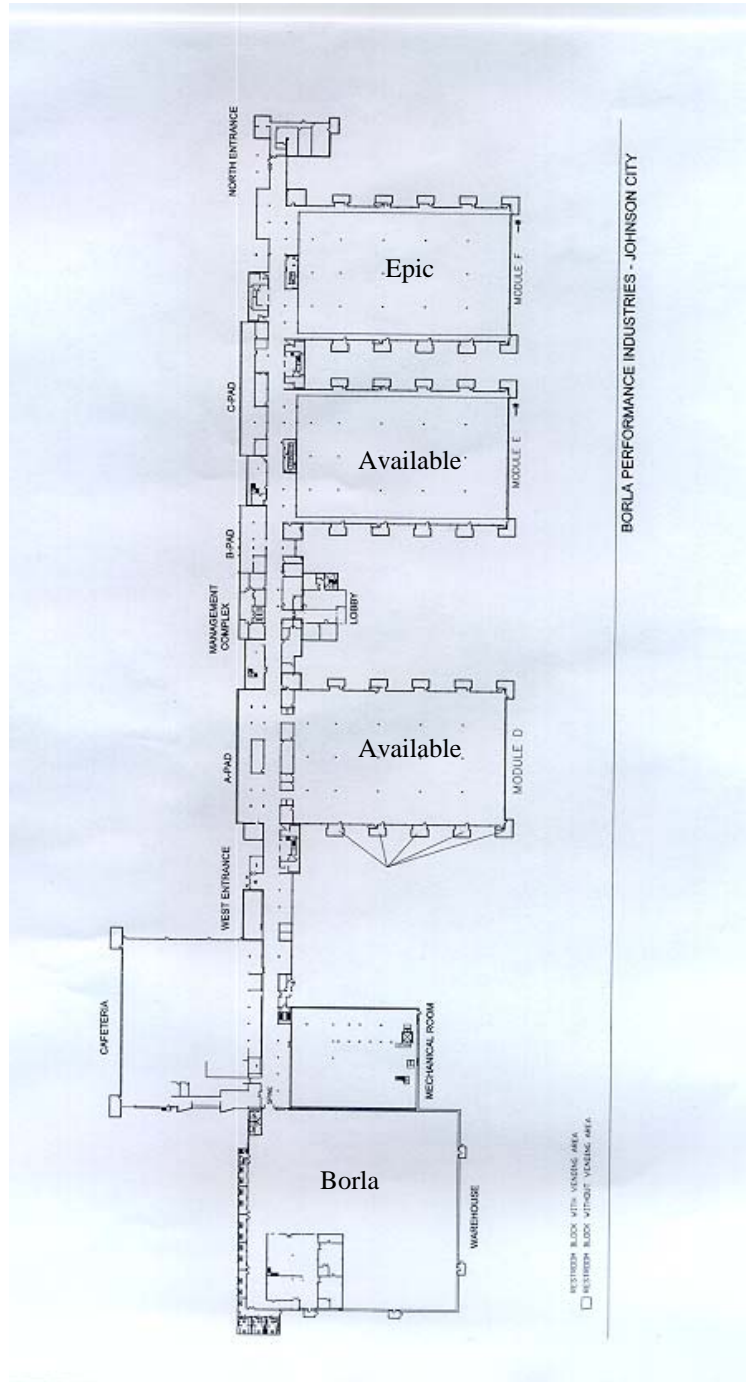 NORTH ENTRANCE
Epic
MODULE F
C-PAD
Available
MODULE E
B-PAD
MANAGEMENT
COMPLEX
LOBBY
A-PAD
Available
MODULE D
WEST ENTRANCE
CAFETERIA
MECHANICAL ROOM
SPINE
Borla
WAREHOUSE
RESTROOM BLOCK WITH VENDING AREA
RESTROOM BLOCK WITHOUT VENDING AREA
BORLA PERFORMANCE INDUSTRIES - JOHNSON CITY